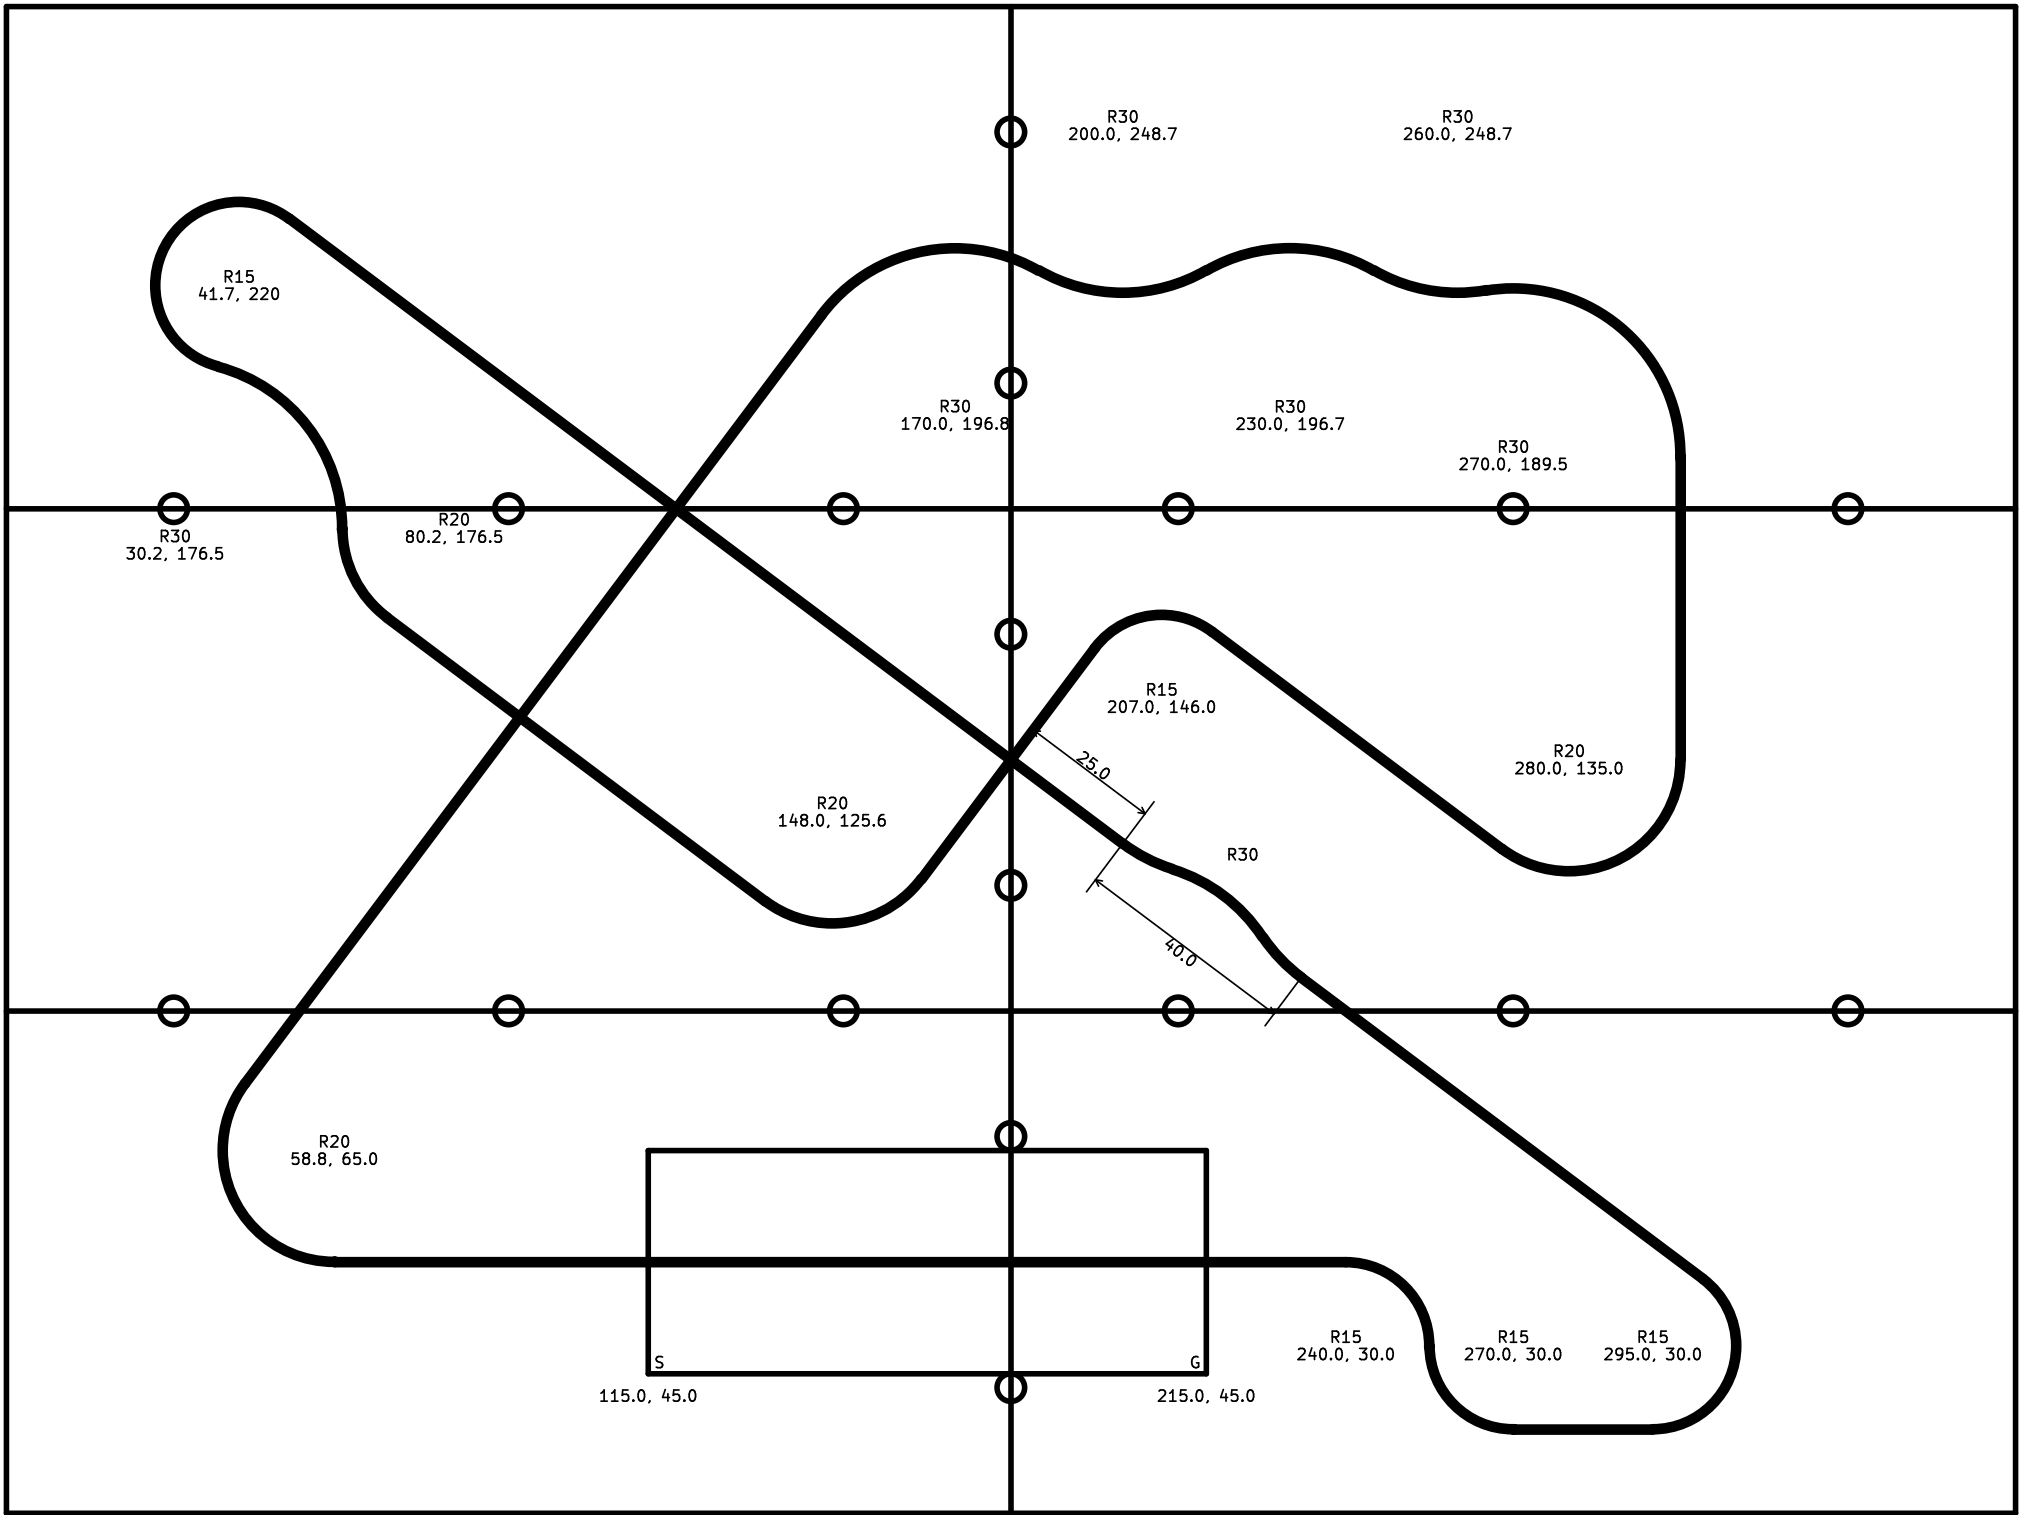 R30
200.0, 248.7
R30
260.0, 248.7
R15
41.7, 220
R30
170.0, 196.8
R30
230.0, 196.7
R30
270.0, 189.5
R30
30.2, 176.5
R20
80.2, 176.5
R15
207.0, 146.0
25.0
R20
280.0, 135.0
R20
148.0, 125.6
R30
40.0
R20
58.8, 65.0
R15
240.0, 30.0
R15
270.0, 30.0
R15
295.0, 30.0
S
G
115.0, 45.0
215.0, 45.0